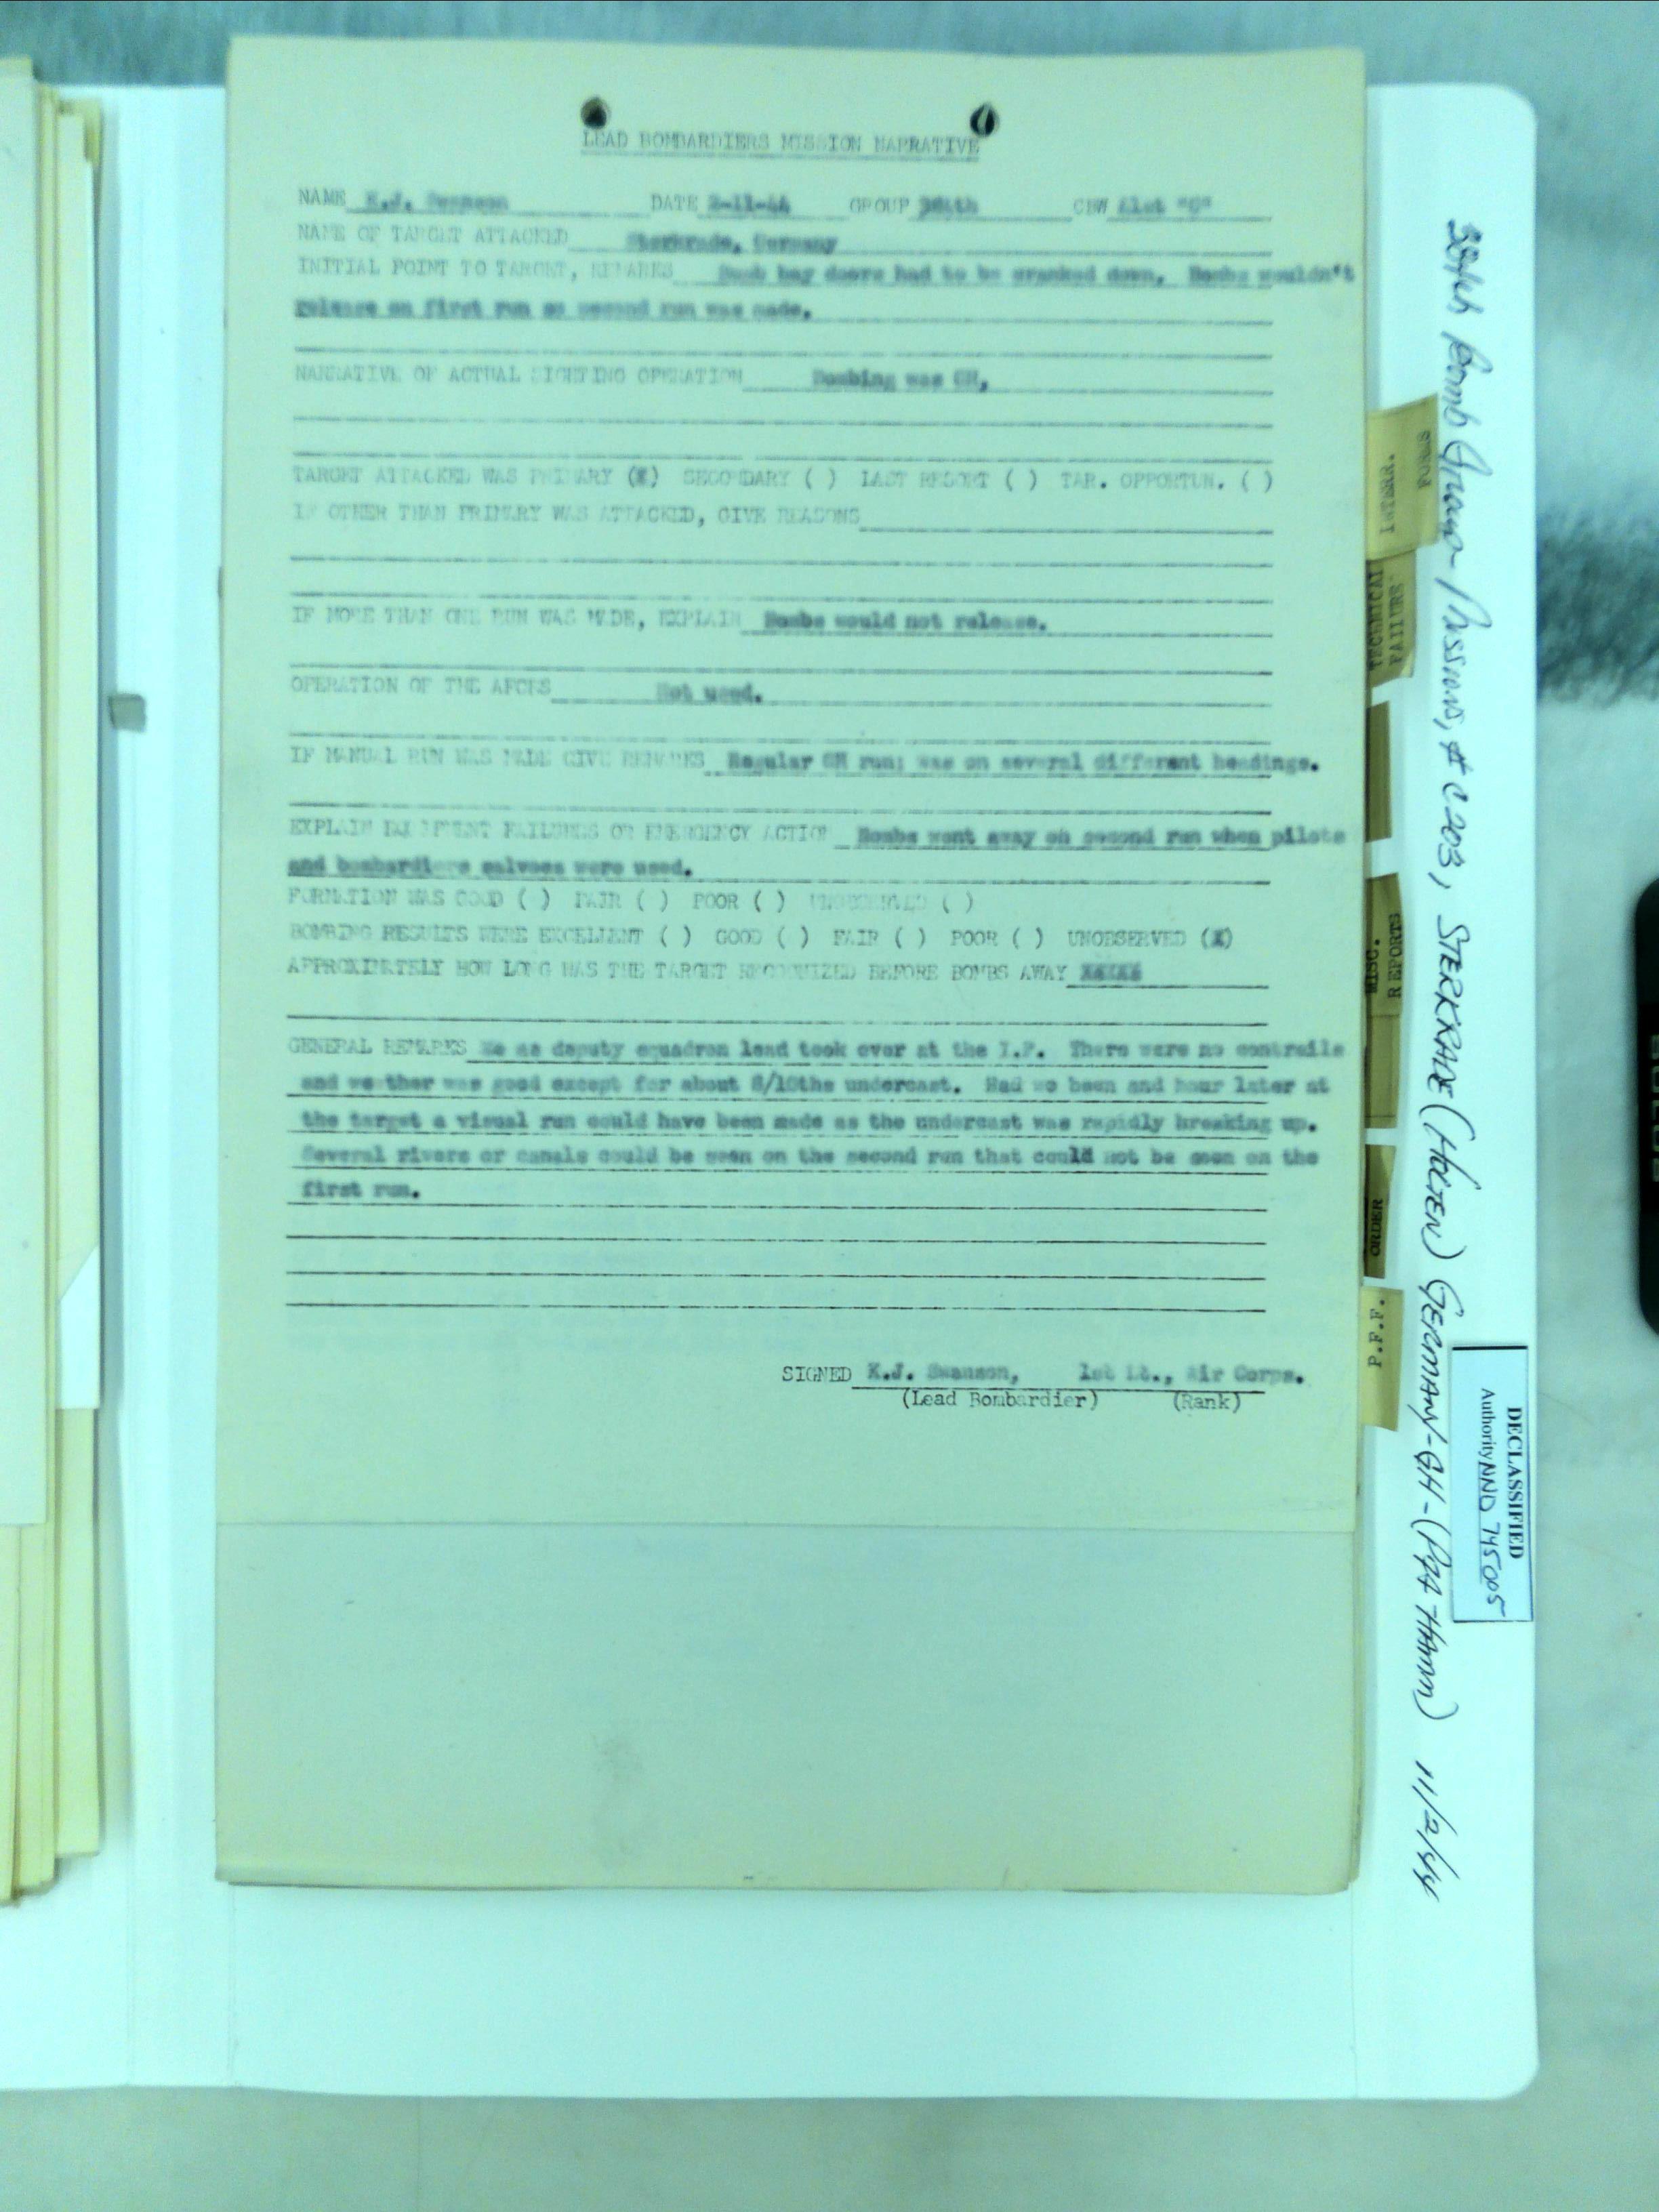 LEAD BOMBARDIERS MISSION NARRATIVE
NAME K.J. Swanson DATE 2-11-44 GROUP 384th CBW 41st "C"
NAME OF TARGET ATTACKED Sterkrade, Germany
INITIAL POINT TO TARGET, REMARKS Bomb bay doors had to be cranked down. Bombs wouldn't
release on first run so second run was made.
NARRATIVE OF ACTUAL SIGHTING OPERATION Bombing was GH,
TARGET ATTACKED WAS PRIMARY (X) SECONDARY ( ) LAST RESORT ( ) TAR. OPPORTUN. ( )
IF OTHER THAN PRIMARY WAS ATTACKED, GIVE REASONS
IF MORE THAN ONE RUN WAS MADE, EXPLAIN Bombs would not release.
OPERATION OF THE AFCES Not used.
IF MANUAL RUN WAS MADE GIVE REMARKS Regular GH run; was on several different headings.
EXPLAIN EQUIPMENT FAILURES OR EMERGENCY ACTION Bombs went away on second run when pilots
and bombardiers salvoes were used.
FORMATION WAS GOOD ( ) FAIR ( ) POOR ( ) UNOBSERVED ( )
BOMBING RESULTS WERE EXCELLENT ( ) GOOD ( ) FAIR ( ) POOR ( ) UNOBSERVED (X)
APPROXIMATELY HOW LONG WAS THE TARGET RECOGNIZED BEFORE BOMBS AWAY
GENERAL REMARKS We as deputy squadron lead took over at the I.P. There were no contrails
and weather was good except for about 8/10ths undercast. Had we been and hour later at
the target a visual run could have been made as the undercast was rapidly breaking up.
Several rivers or canals could be seen on the second run that could not be seen on the
first run.
SIGNED K.J. Swanson, 1st Lt., Air Corps.
(Lead Bombardier) (Rank)
INTERR. FORMS
TECHNICAL FAILURS
MISC. REPORTS
ORDER
P.F.F.
384th Bomb Group - Missions, # 203, STERKRADE (HOLTEN) GERMANY - GH - (PPF HAMM) 11/2/44
DECLASSIFIED
Authority NND 745005